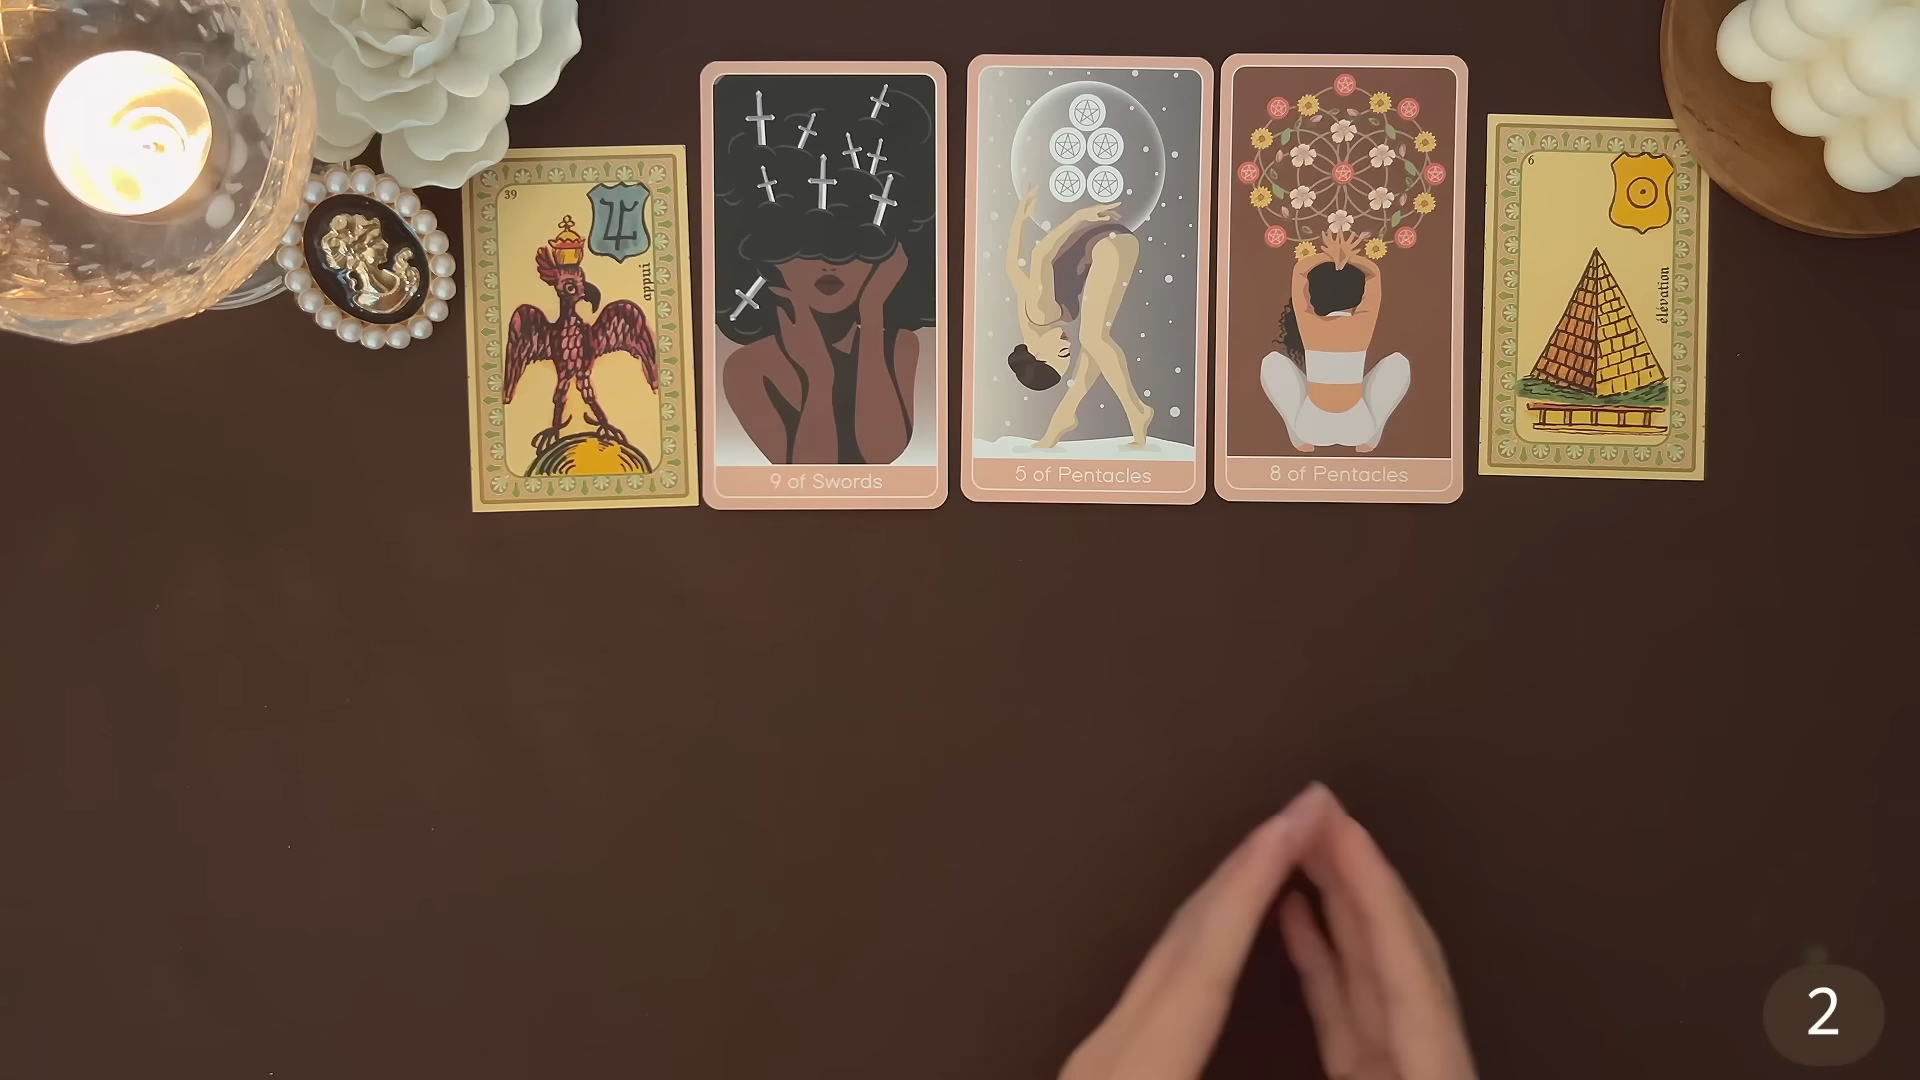 39
appui
9 of Swords
5 of Pentacles
8 of Pentacles
6
élévation
2